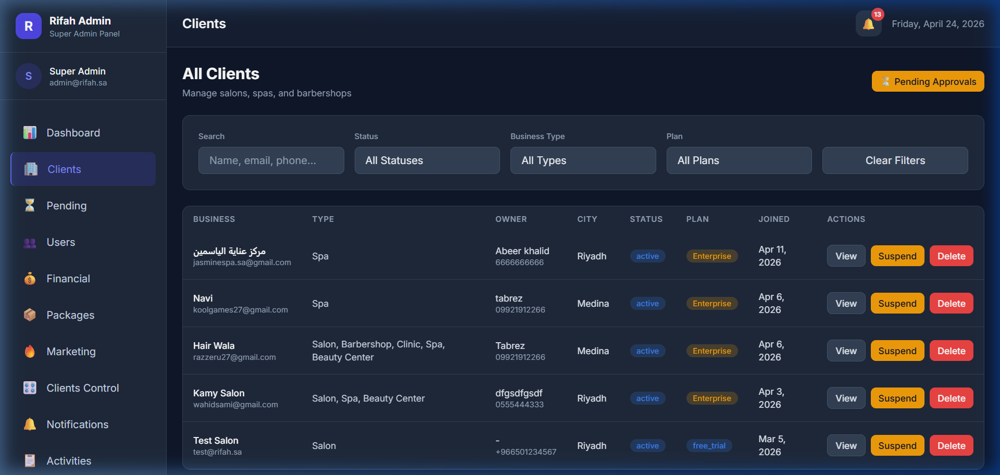 R
Rifah Admin
Super Admin Panel
S
Super Admin
admin@rifah.sa
Dashboard
Clients
Pending
Users
Financial
Packages
Marketing
Clients Control
Notifications
Activities
Clients
13
Friday, April 24, 2026
All Clients
Manage salons, spas, and barbershops
Pending Approvals
Search
Name, email, phone...
Status
All Statuses
Business Type
All Types
Plan
All Plans
Clear Filters
BUSINESS TYPE OWNER CITY STATUS PLAN JOINED ACTIONS
مركز عناية الياسمين
jasminespa.sa@gmail.com
Spa
Abeer khalid
6666666666
Riyadh
active
Enterprise
Apr 11,
2026
View
Suspend
Delete
Navi
koolgames27@gmail.com
Spa
tabrez
09921912266
Medina
active
Enterprise
Apr 6,
2026
View
Suspend
Delete
Hair Wala
razzeru27@gmail.com
Salon, Barbershop, Clinic, Spa,
Beauty Center
Tabrez
09921912266
Medina
active
Enterprise
Apr 6,
2026
View
Suspend
Delete
Kamy Salon
wahidsami@gmail.com
Salon, Spa, Beauty Center
dfgsdfgsdf
0555444333
Riyadh
active
Enterprise
Apr 3,
2026
View
Suspend
Delete
Test Salon
test@rifah.sa
Salon
-
+966501234567
Riyadh
active
free_trial
Mar 5,
2026
View
Suspend
Delete